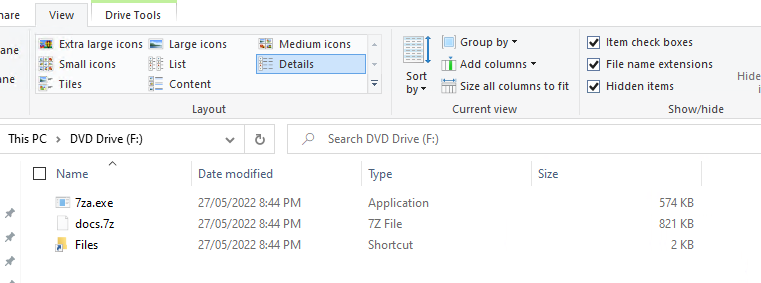 are View Drive Tools
ane Extra large icons Large icons Medium icons Group by Item check boxes
Small icons List Details Add columns File name extensions
ane Tiles Content Sort by Size all columns to fit Hidden items Hide
Layout Current view Show/hide
This PC > DVD Drive (F:) Search DVD Drive (F:)
Name Date modified Type Size
7za.exe 27/05/2022 8:44 PM Application 574 KB
docs.7z 27/05/2022 8:44 PM 7Z File 821 KB
Files 27/05/2022 8:44 PM Shortcut 2 KB